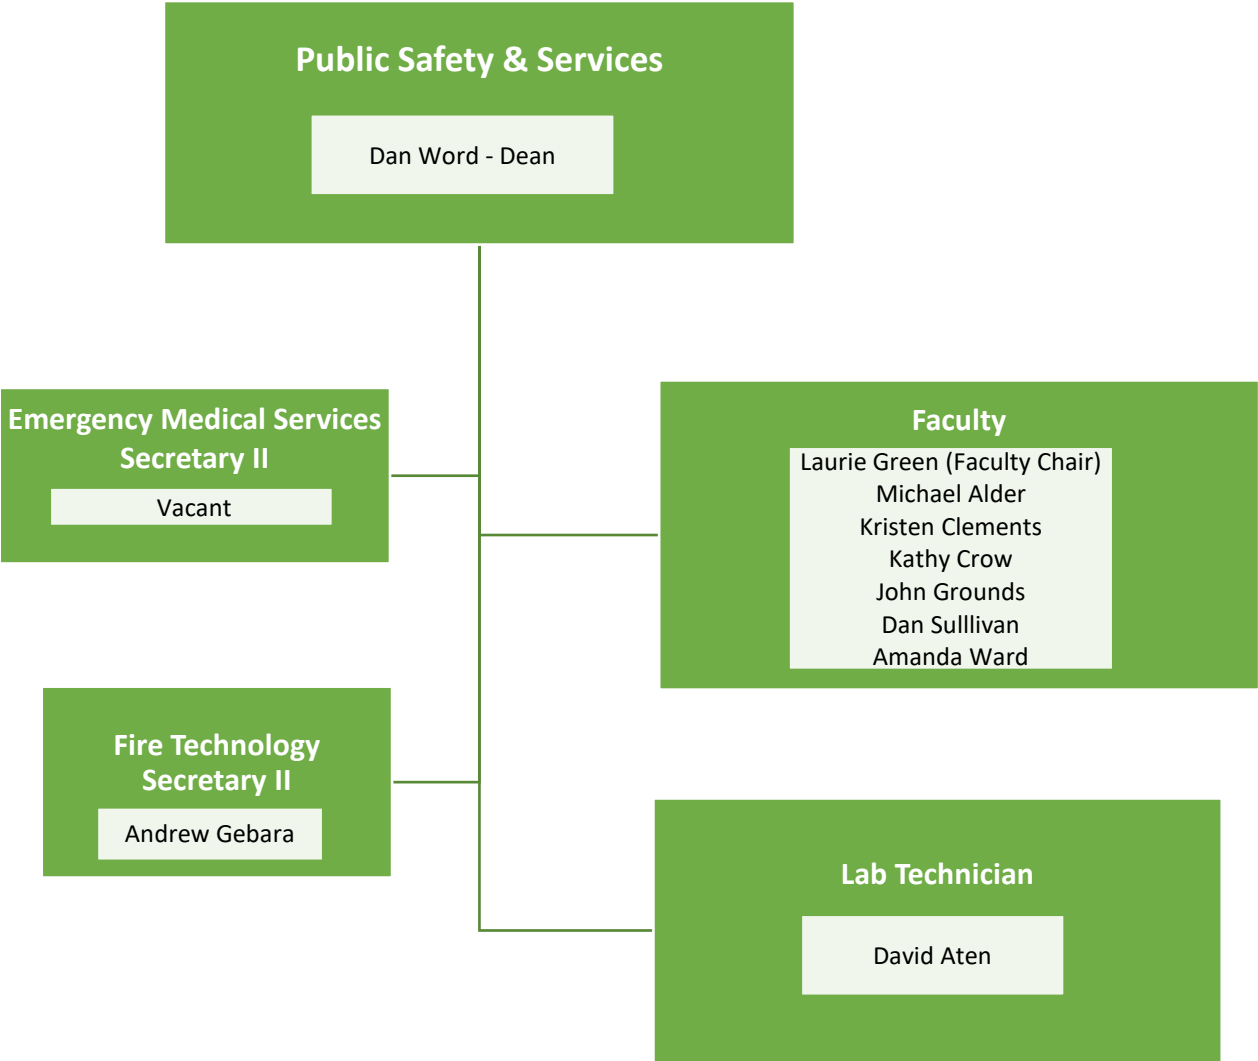 Public Safety & Services
Dan Word - Dean
Emergency Medical Services
Secretary II
Vacant
Faculty
Laurie Green (Faculty Chair)
Michael Alder
Kristen Clements
Kathy Crow
John Grounds
Dan Sulllivan
Amanda Ward
Fire Technology
Secretary II
Andrew Gebara
Lab Technician
David Aten